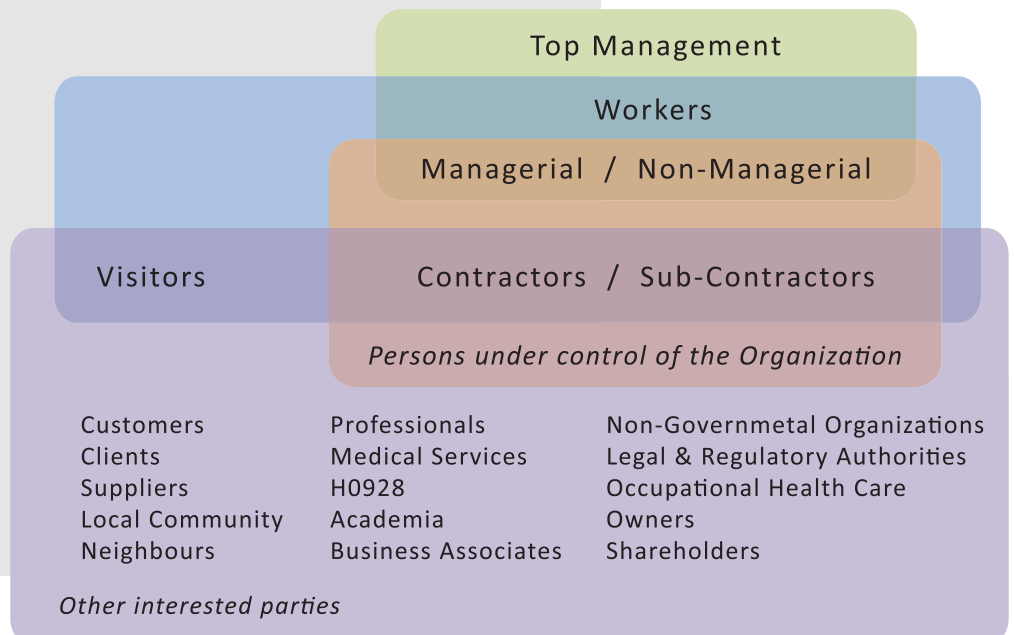 Top Management
Workers
Managerial / Non-Managerial
Visitors
Contractors / Sub-Contractors
Persons under control of the Organization
Customers
Clients
Suppliers
Local Community
Neighbours
Professionals
Medical Services
H0928
Academia
Business Associates
Non-Governmetal Organizations
Legal & Regulatory Authorities
Occupational Health Care
Owners
Shareholders
Other interested parties